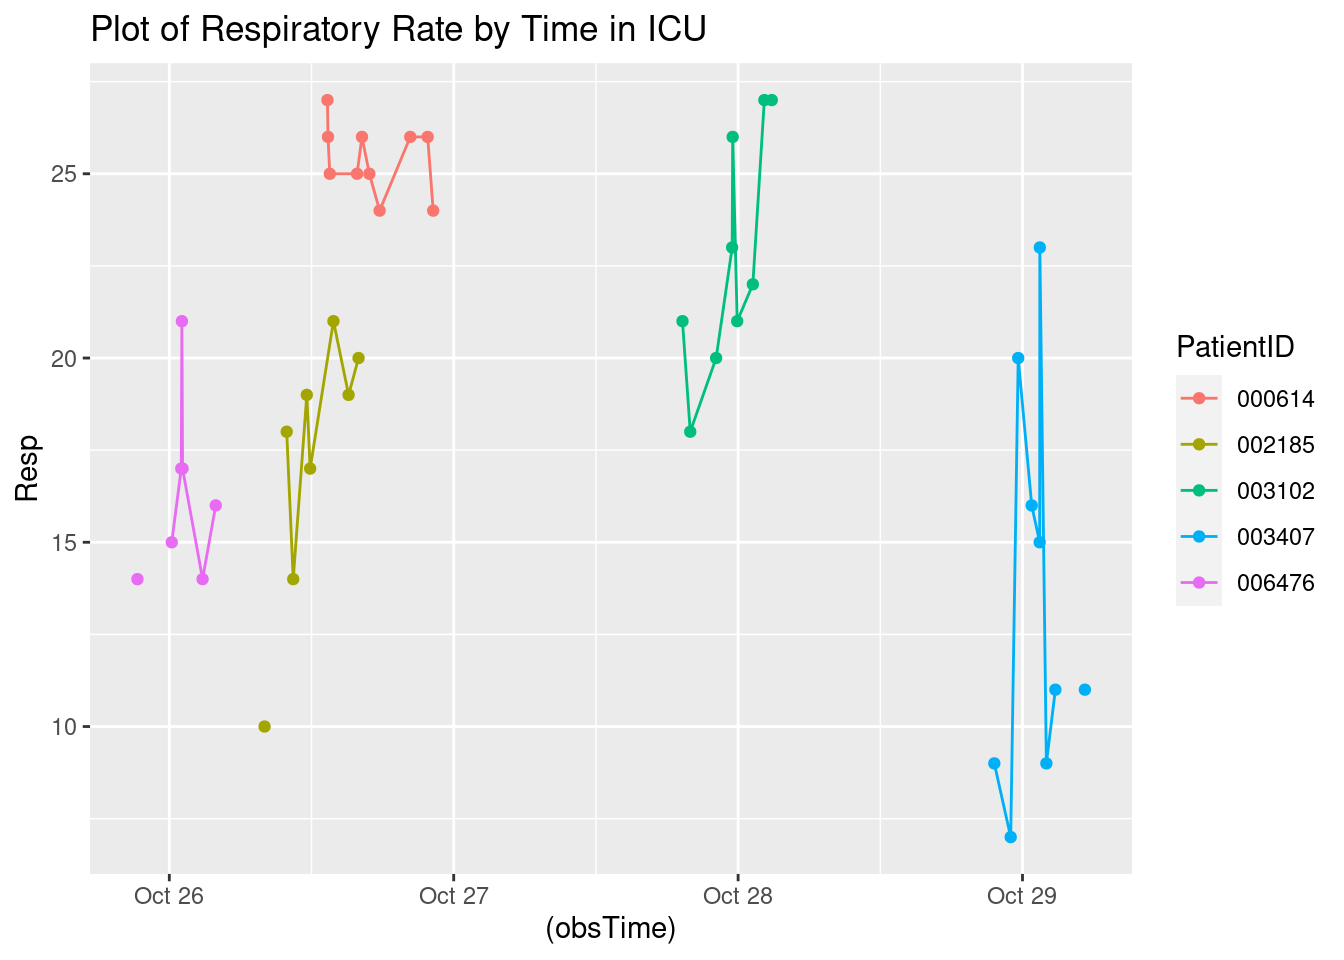 Plot of Respiratory Rate by Time in ICU
25
20
15
10
Resp
Oct 26
Oct 27
Oct 28
Oct 29
(obsTime)
PatientID
000614
002185
003102
003407
006476